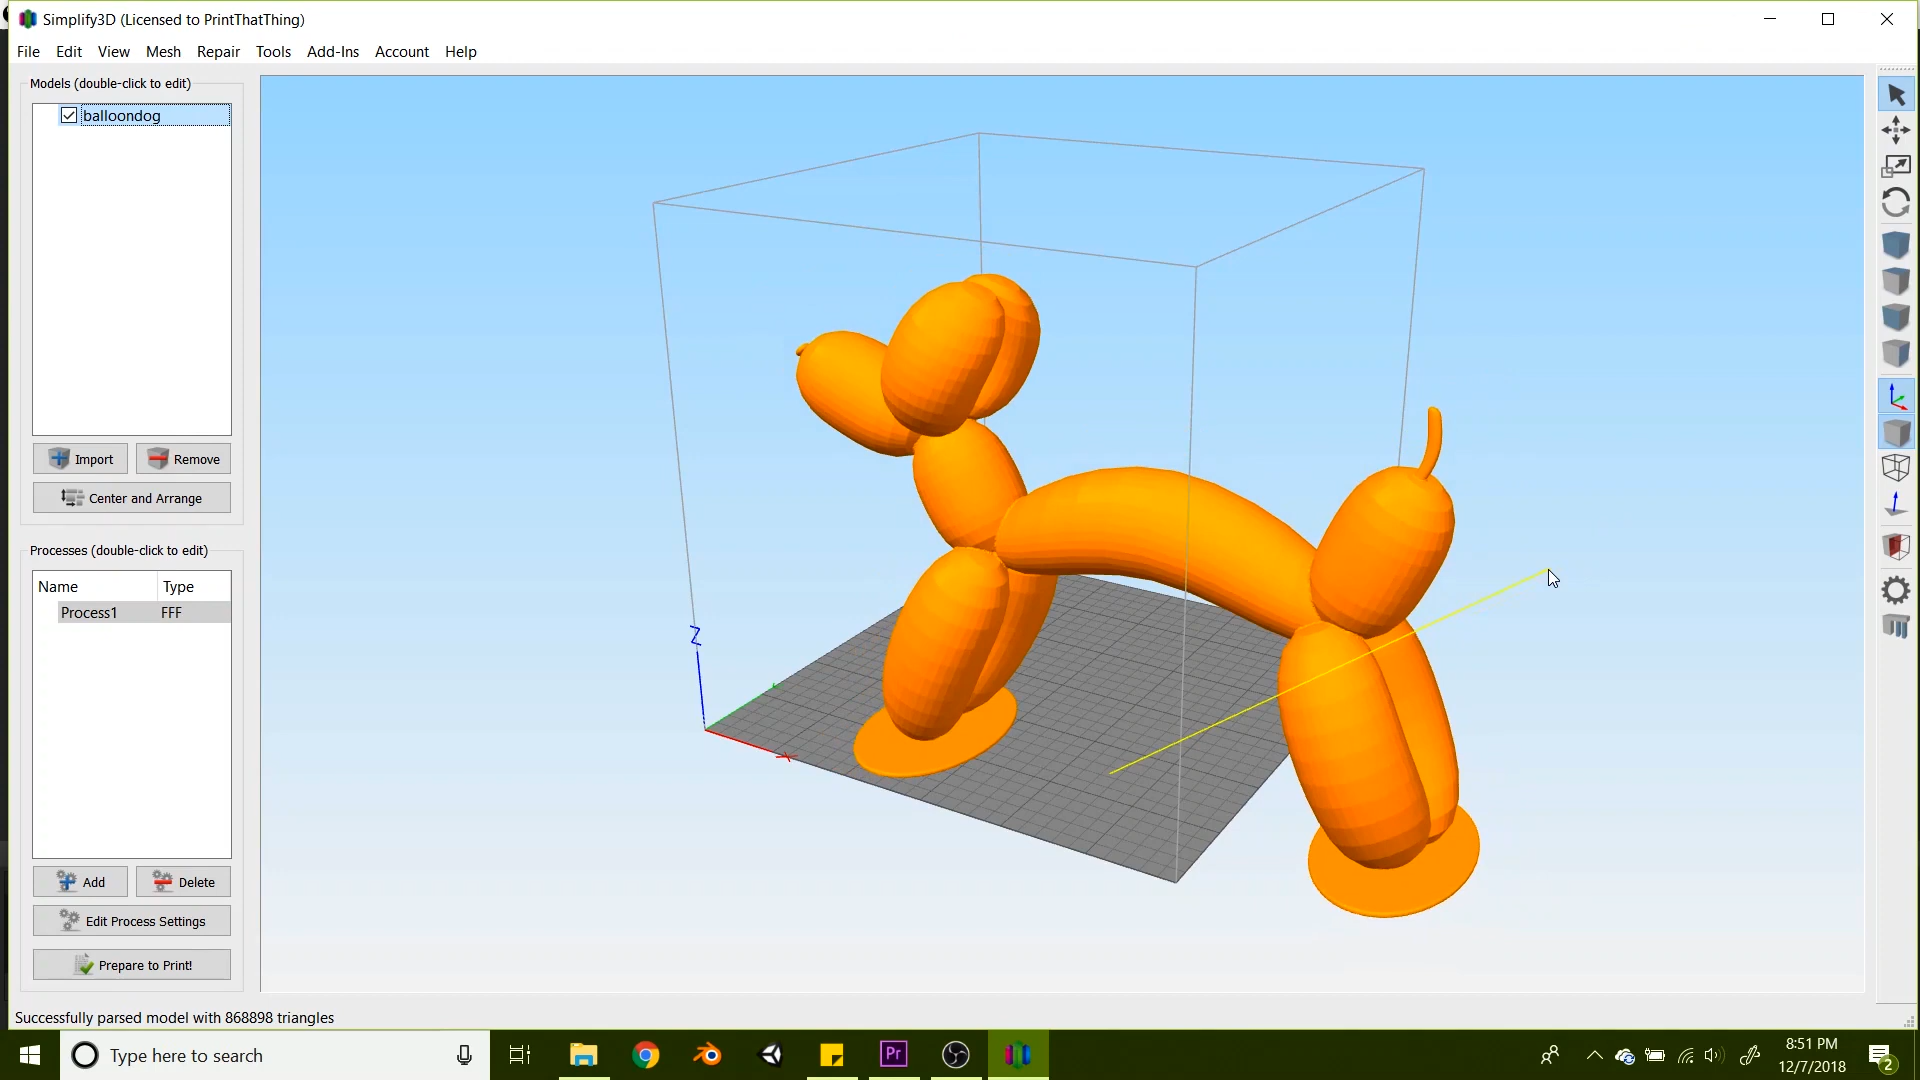 Simplify3D (Licensed to PrintThatThing)
File Edit View Mesh Repair Tools Add-Ins Account Help
Models (double-click to edit)
balloondog
Import Remove
Center and Arrange
Processes (double-click to edit)
Name Type
Process1 FFF
Add Delete
Edit Process Settings
Prepare to Print!
Z
Successfully parsed model with 868898 triangles
Type here to search
Pr
8:51 PM
12/7/2018
2